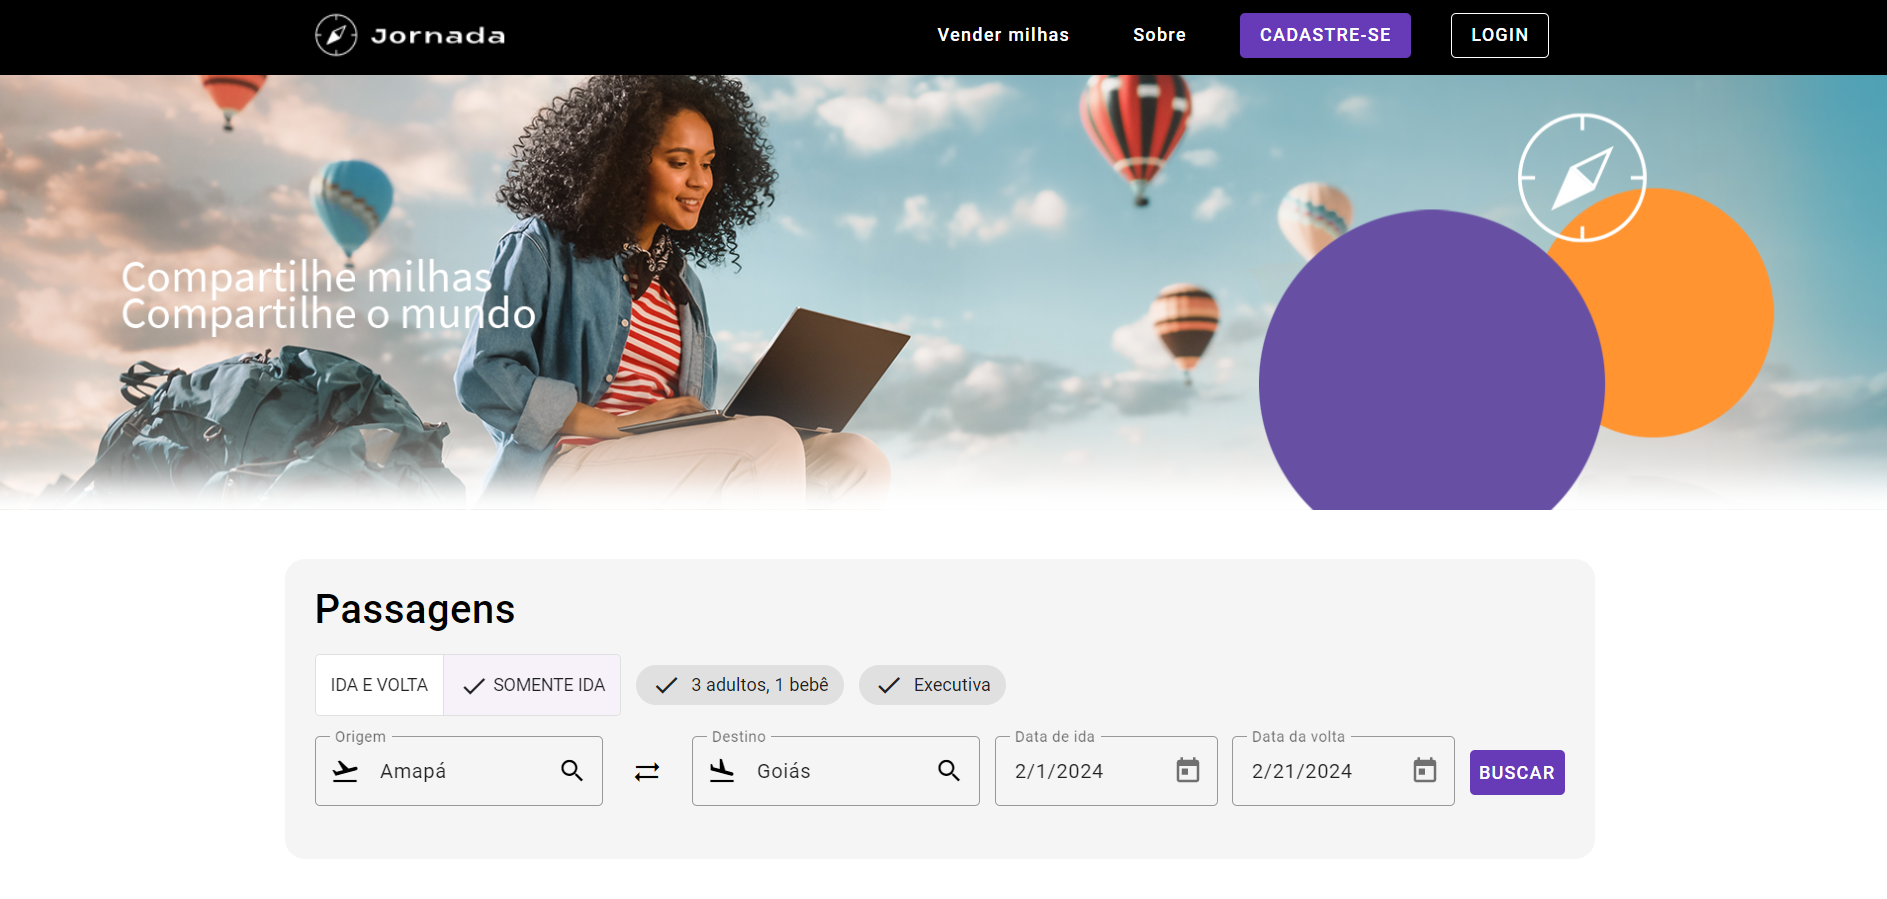 Jornada
Vender milhas
Sobre
CADASTRE-SE
LOGIN
Compartilhe milhas
Compartilhe o mundo
Passagens
IDA E VOLTA
SOMENTE IDA
3 adultos, 1 bebê
Executiva
Origem
Amapá
Destino
Goiás
Data de ida
2/1/2024
Data da volta
2/21/2024
BUSCAR